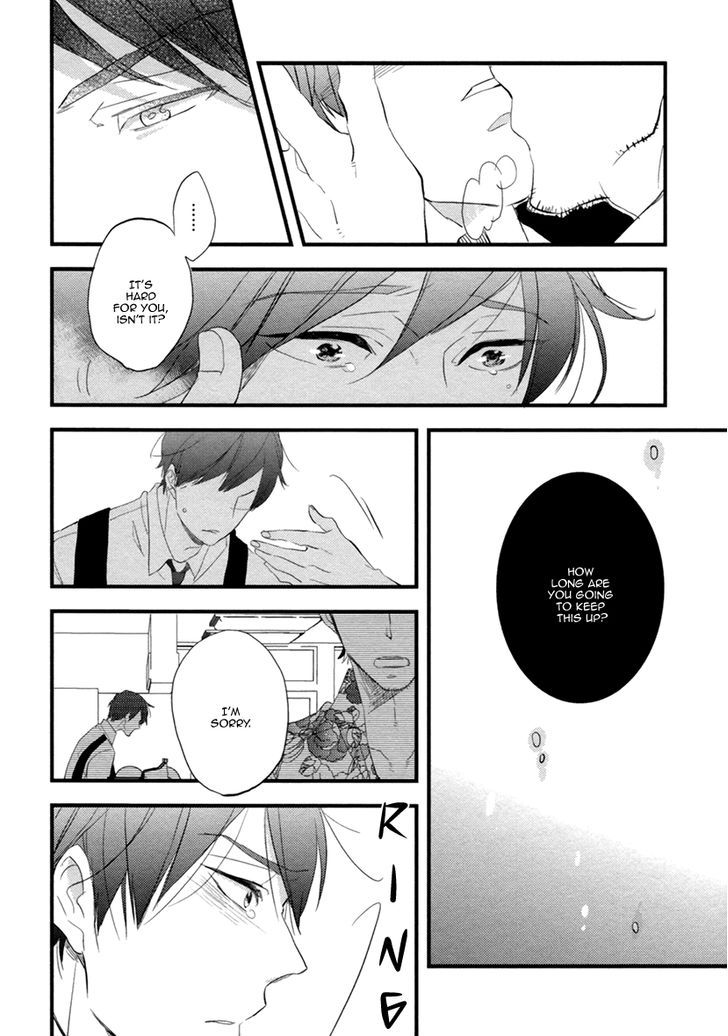 ........
IT'S
HARD
FOR YOU,
ISN'T IT?
HOW
LONG ARE
YOU GOING
TO KEEP
THIS UP?
I'M
SORRY.
RING